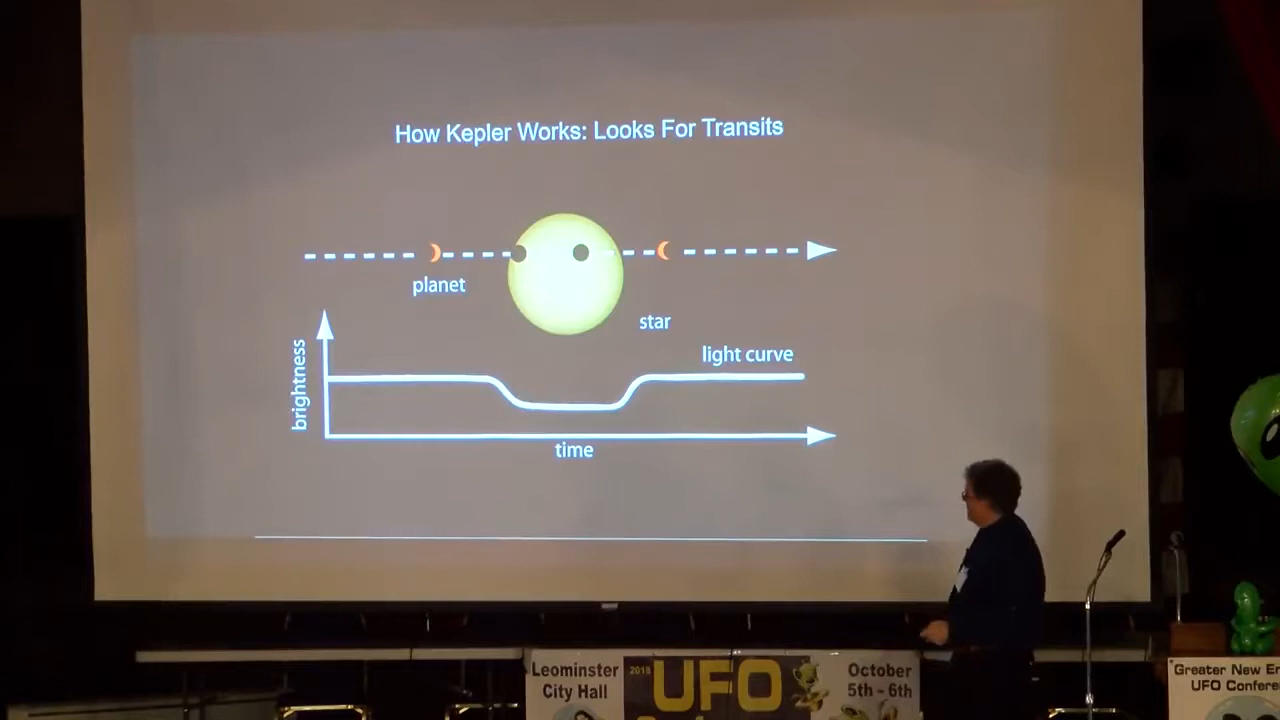 How Kepler Works: Looks For Transits
planet
star
light curve
brightness
time
Leominster
City Hall
2018
UFO
October
5th - 6th
Greater New
UFO